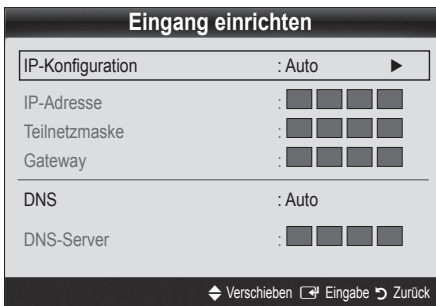 Eingang einrichten
IP-Konfiguration : Auto ►
IP-Adresse :
Teilnetzmaske :
Gateway :
DNS : Auto
DNS-Server :
Verschieben Eingabe Zurück